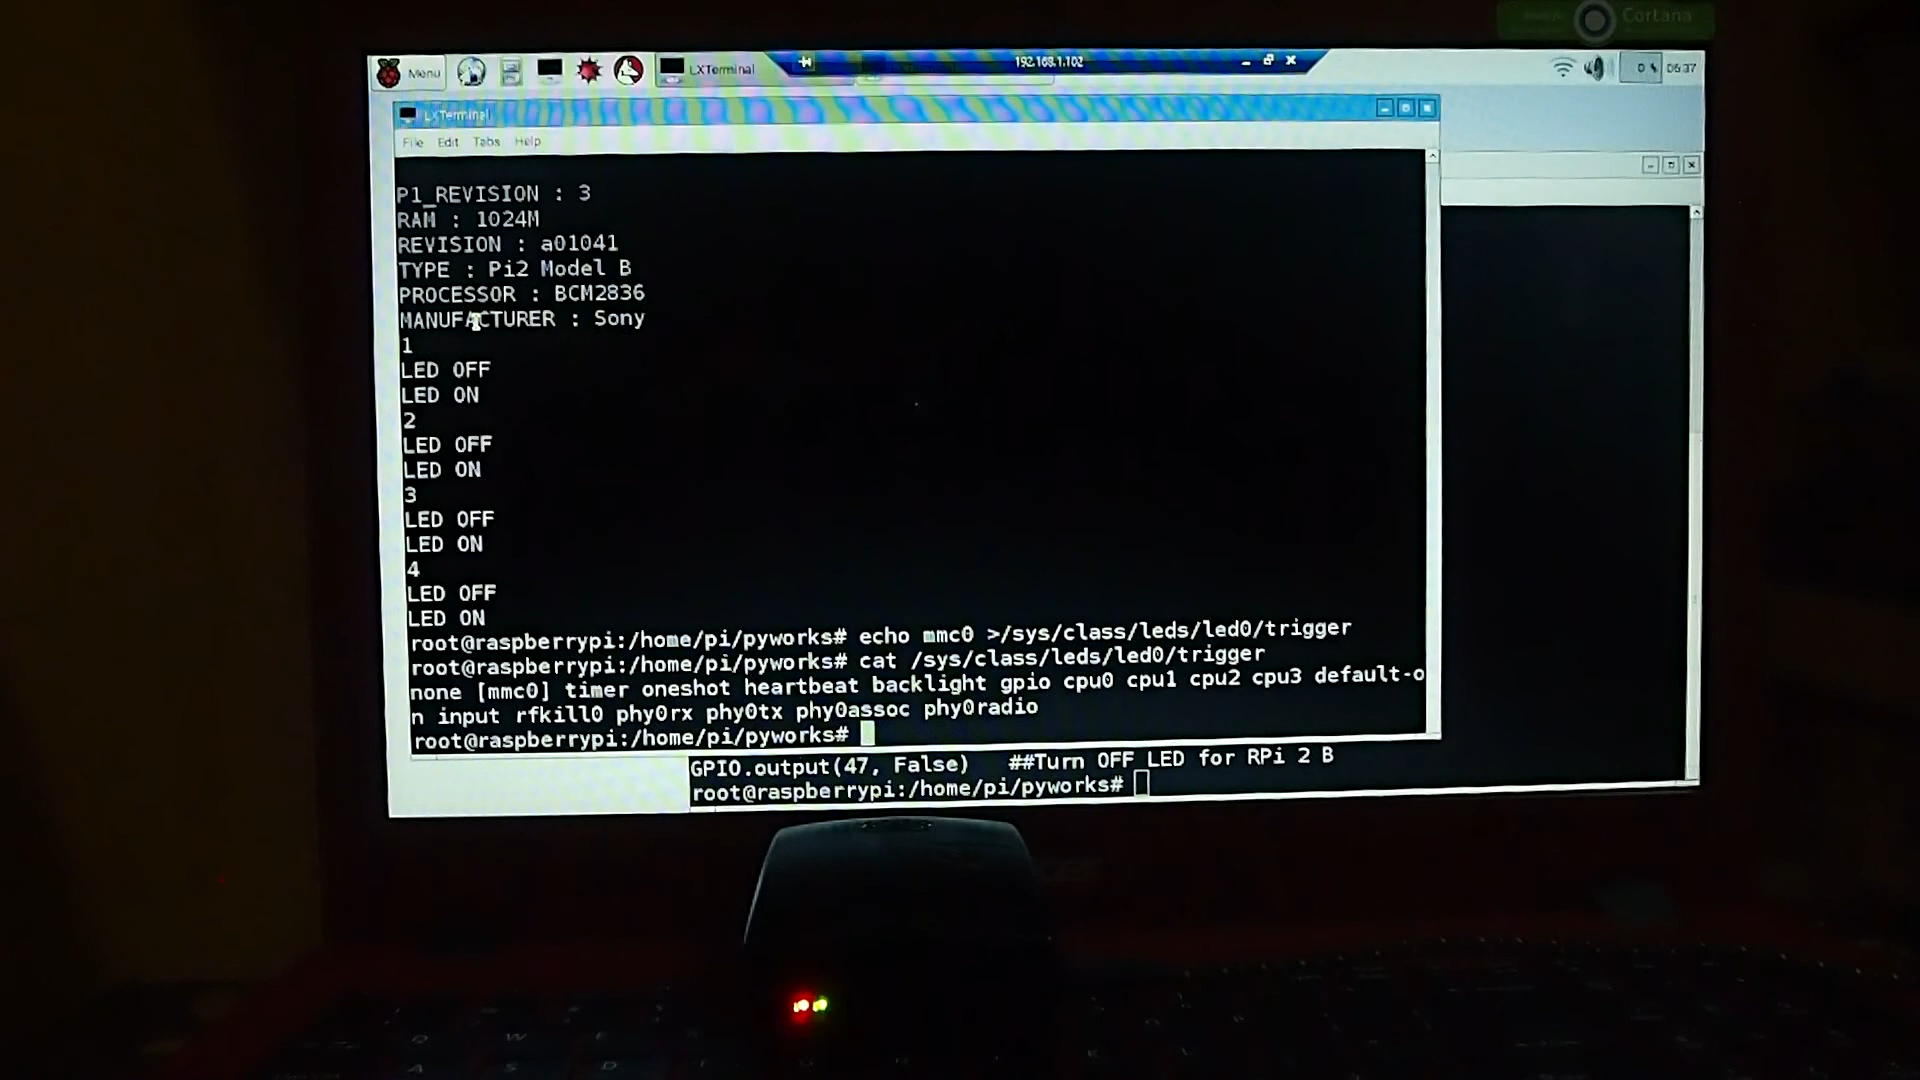 Cortana
Menu
LXTerminal
192.168.1.102
06:37
LXTerminal
File Edit Tabs Help
P1_REVISION : 3
RAM : 1024M
REVISION : a01041
TYPE : Pi2 Model B
PROCESSOR : BCM2836
MANUFACTURER : Sony
1
LED OFF
LED ON
2
LED OFF
LED ON
3
LED OFF
LED ON
4
LED OFF
LED ON
root@raspberrypi:/home/pi/pyworks# echo mmc0 >/sys/class/leds/led0/trigger
root@raspberrypi:/home/pi/pyworks# cat /sys/class/leds/led0/trigger
none [mmc0] timer oneshot heartbeat backlight gpio cpu0 cpu1 cpu2 cpu3 default-o
n input rfkill0 phy0rx phy0tx phy0assoc phy0radio
root@raspberrypi:/home/pi/pyworks#
GPIO.output(47, False) ##Turn OFF LED for RPi 2 B
root@raspberrypi:/home/pi/pyworks#